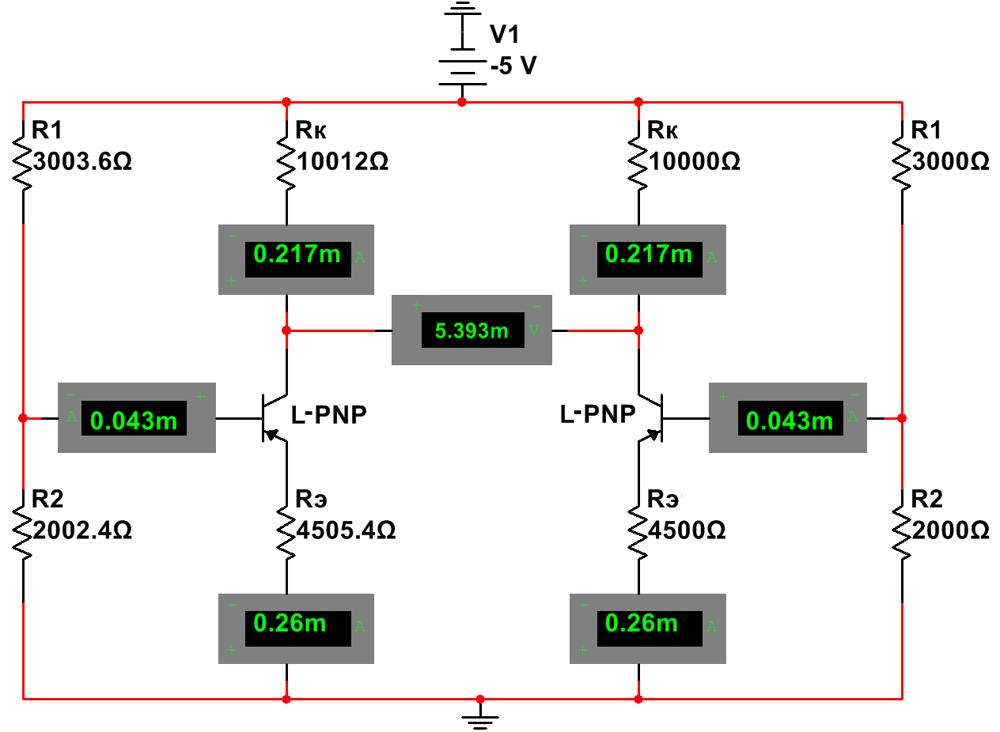 V1
-5 V
R1
3003.6Ω
Rк
10012Ω
Rк
10000Ω
R1
3000Ω
−
0.217m
A
+
−
0.217m
A
+
+
−
5.393m
V
−
+
A
0.043m
L-PNP
L-PNP
+
−
0.043m
A
R2
2002.4Ω
Rэ
4505.4Ω
Rэ
4500Ω
R2
2000Ω
−
0.26m
A
+
−
0.26m
A
+